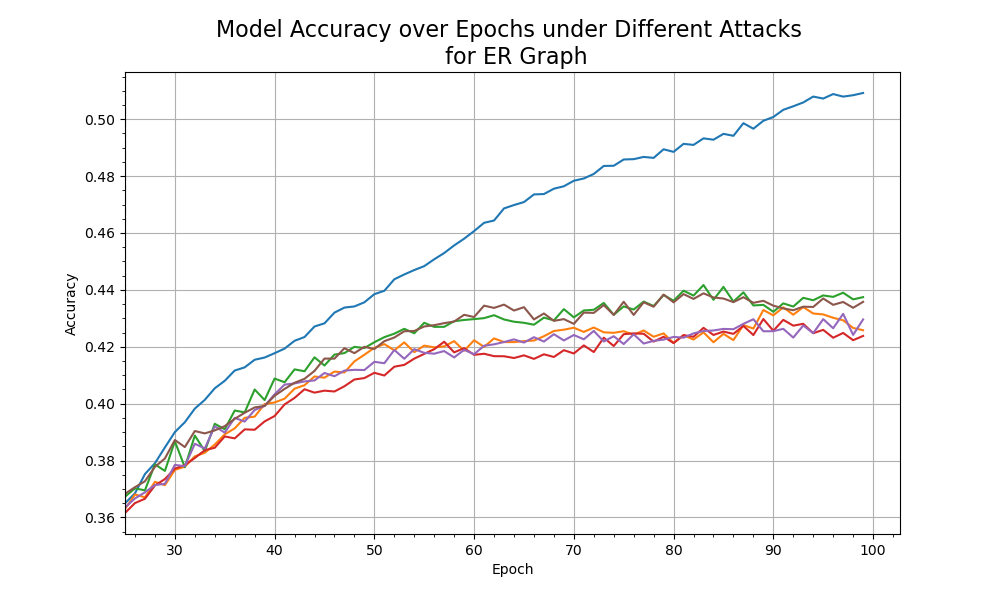 Model Accuracy over Epochs under Different Attacks
for ER Graph
Accuracy
0.50
0.48
0.46
0.44
0.42
0.40
0.38
0.36
30 40 50 60 70 80 90 100
Epoch